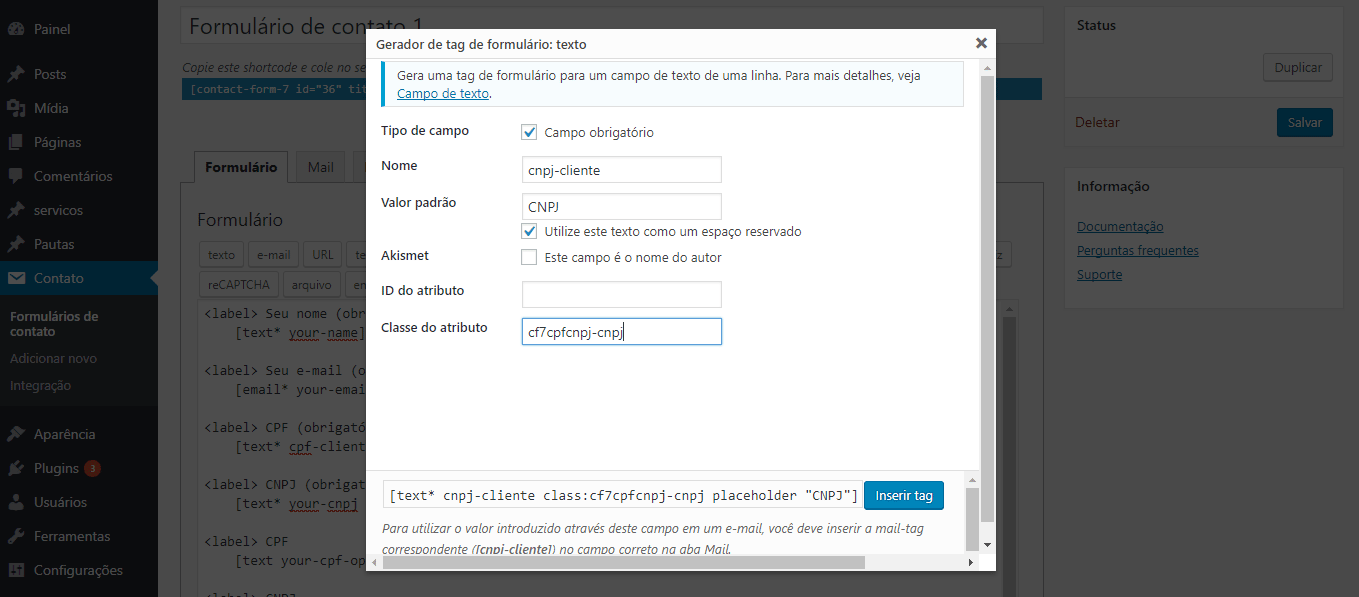 Painel
Posts
Mídia
Páginas
Comentários
servicos
Pautas
Contato
Formulários de
contato
Adicionar novo
Integração
Aparência
Plugins 3
Usuários
Ferramentas
Configurações
Formulário de contato 1
Copie este shortcode e cole no se
[contact-form-7 id="36" tit
Formulário
Mail
Formulário
texto
e-mail
URL
te
z
reCAPTCHA
arquivo
en
<label> Seu nome (obr
[text* your-name]
<label> Seu e-mail (o
[email* your-emai
<label> CPF (obrigató
[text* cpf-client
<label> CNPJ (obrigat
[text* your-cnpj
<label> CPF
[text your-cpf-op
<label> CNPJ
Gerador de tag de formulário: texto
Gera uma tag de formulário para um campo de texto de uma linha. Para mais detalhes, veja
Campo de texto.
Tipo de campo
Campo obrigatório
Nome
cnpj-cliente
Valor padrão
CNPJ
Utilize este texto como um espaço reservado
Akismet
Este campo é o nome do autor
ID do atributo
Classe do atributo
cf7cpfcnpj-cnpj
[text* cnpj-cliente class:cf7cpfcnpj-cnpj placeholder "CNPJ"]
Inserir tag
Para utilizar o valor introduzido através deste campo em um e-mail, você deve inserir a mail-tag
correspondente ([cnpj-cliente]) no campo correto na aba Mail.
Status
Duplicar
Deletar
Salvar
Informação
Documentação
Perguntas frequentes
Suporte